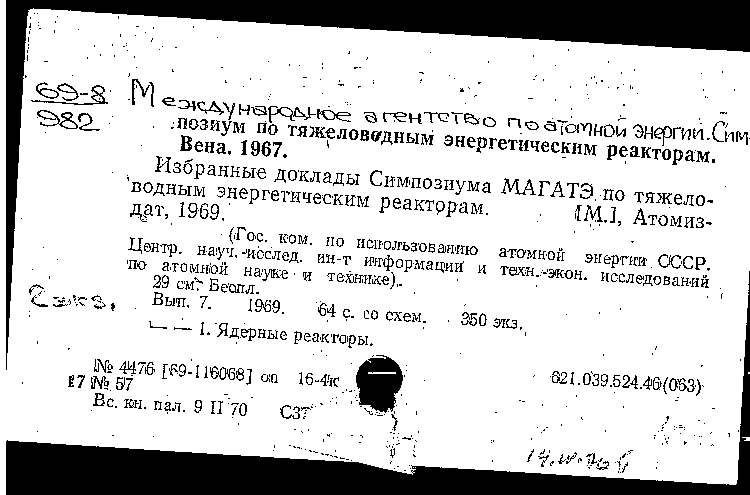 69-8
982
Международное агентство по атомной энергии. Сим-
позиум по тяжеловодным энергетическим реакторам.
Вена. 1967.
Избранные доклады Симпозиума МАГАТЭ по тяжело-
водным энергетическим реакторам. [М.], Атомиз-
дат, 1969.
(Гос. ком. по использованию атомной энергии СССР.
Центр. науч.-исслед. ин-т информации и техн.-экон. исследований
по атомной науке и технике).
29 см. Беспл.
2 экз.
Вып. 7. 1969. 64 с. со схем. 350 экз.
— — 1. Ядерные реакторы.
№ 4476 [69-116068] оп 16-4к
17 № 57
621.039.524.46(063)
Вс. кн. пал. 9 II 70 С37